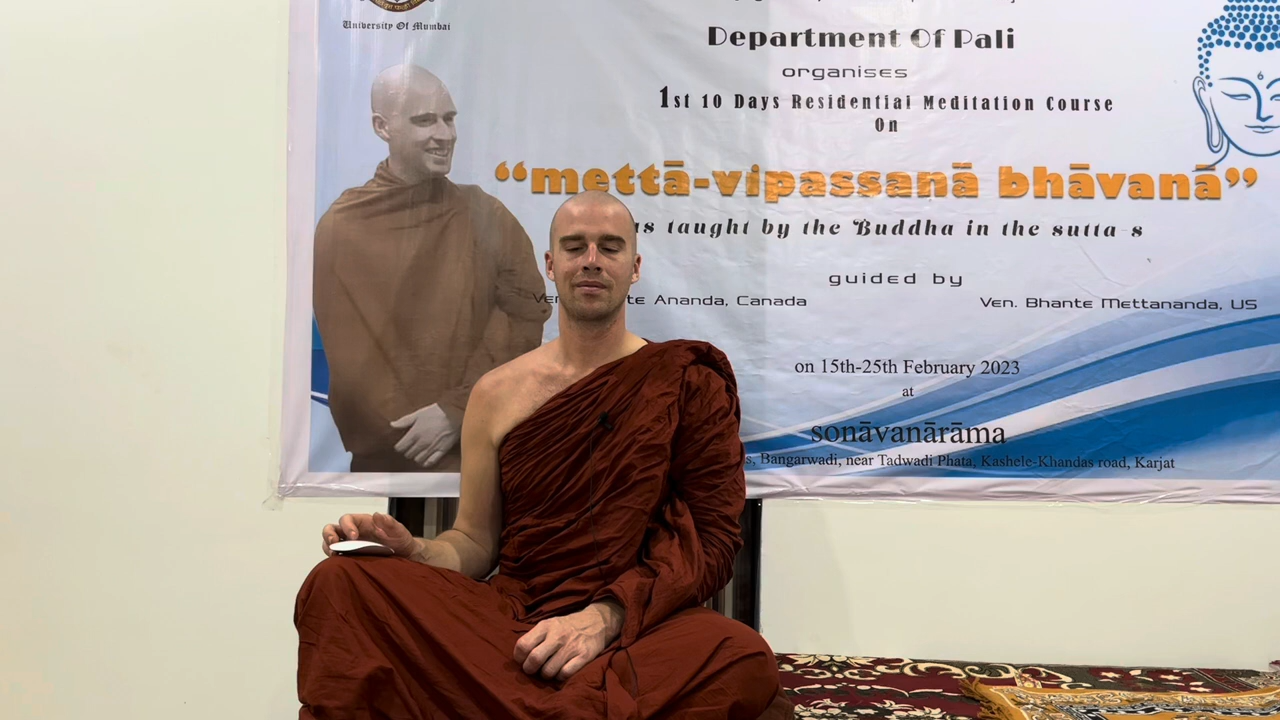 University Of Mumbai
Department Of Pali
organises
1st 10 Days Residential Meditation Course
On
“mettā-vipassanā bhāvanā”
as taught by the Buddha in the sutta-s
guided by
Ananda, Canada Ven. Bhante Mettananda, US
on 15th-25th February 2023
at
sonāvanārāma
Bangarwadi, near Tadwadi Phata, Kashele-Khandas road, Karjat